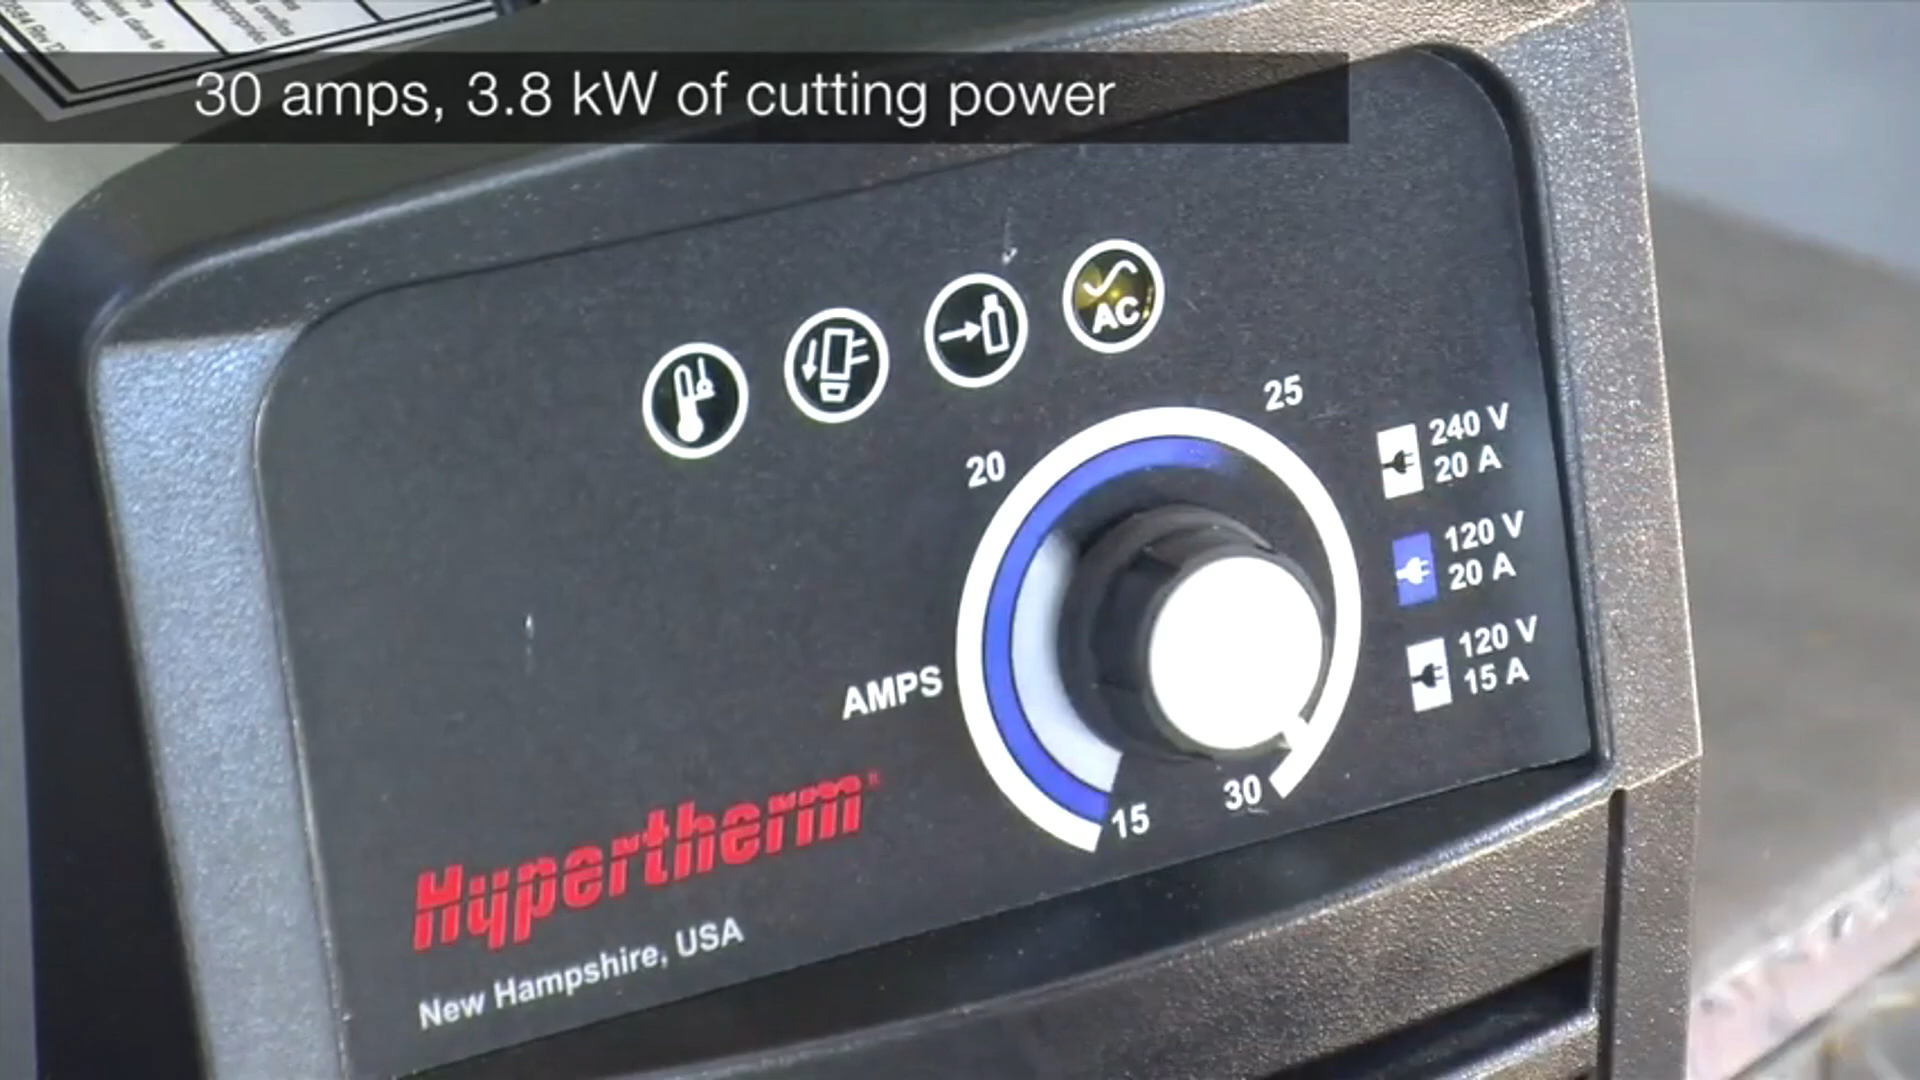 30 amps, 3.8 kW of cutting power
AC
25
20
240 V
20 A
120 V
20 A
120 V
15 A
AMPS
15
30
Hypertherm
New Hampshire, USA